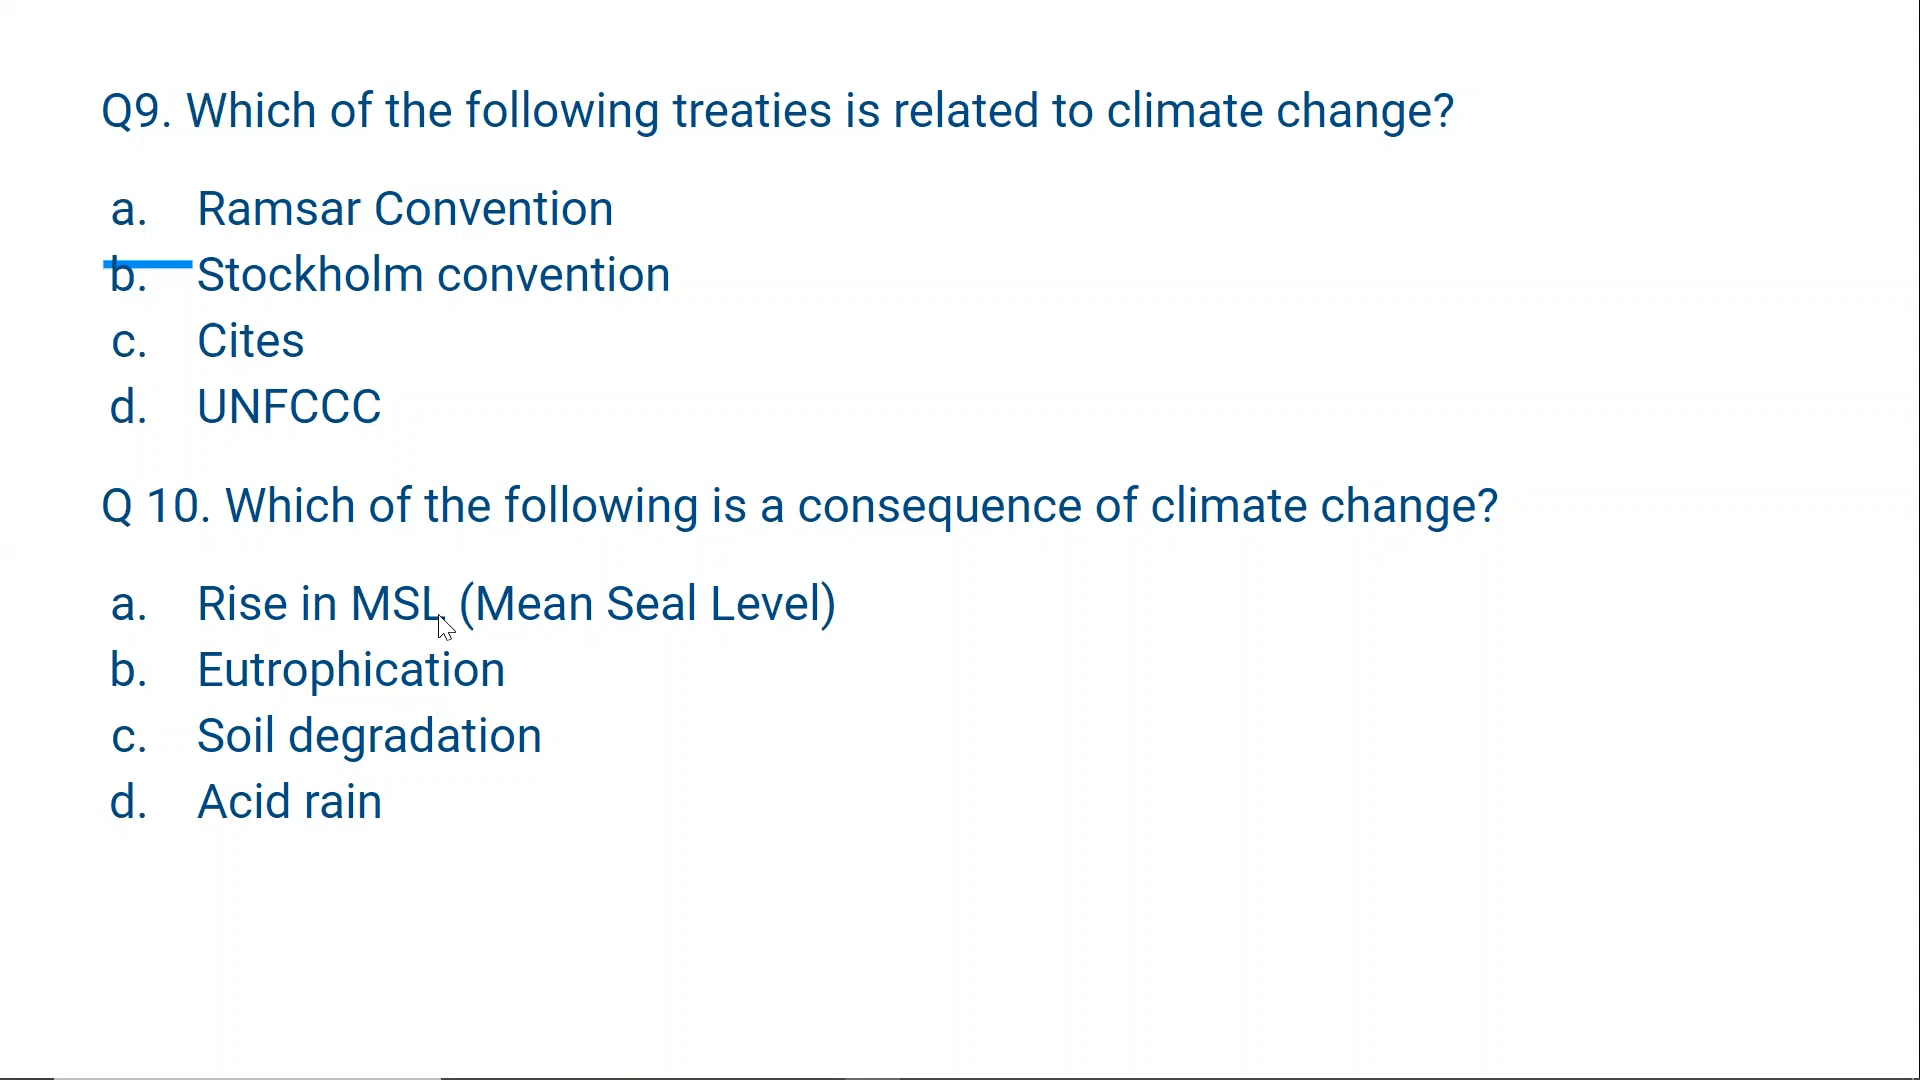 Q9. Which of the following treaties is related to climate change?
a. Ramsar Convention
b. Stockholm convention
c. Cites
d. UNFCCC
Q 10. Which of the following is a consequence of climate change?
a. Rise in MSL (Mean Seal Level)
b. Eutrophication
c. Soil degradation
d. Acid rain